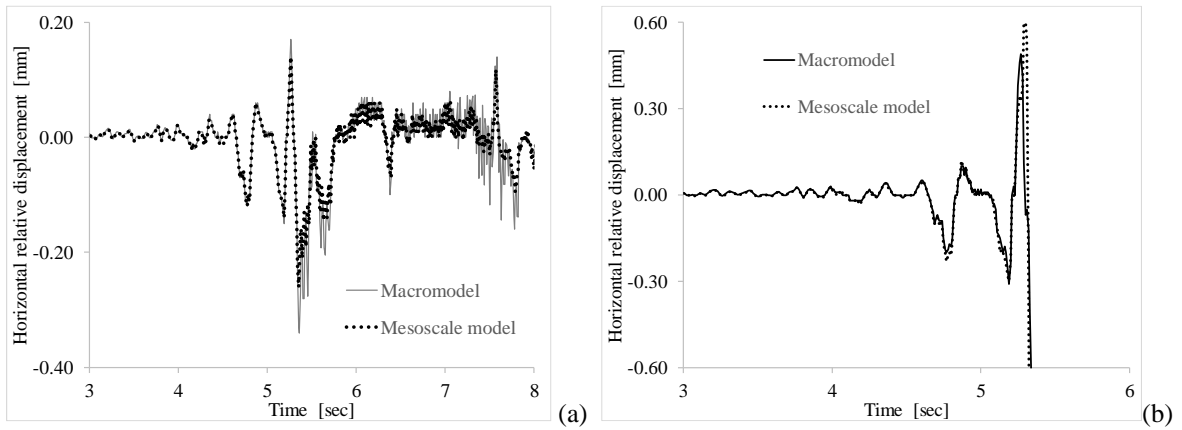 Horizontal relative displacement [mm]
0.20
0.00
-0.20
-0.40
3 4 5 6 7 8
Time [sec]
Macromodel
Mesoscale model
(a)
Horizontal relative displacement [mm]
0.60
0.30
0.00
-0.30
-0.60
3 4 5 6
Time [sec]
Macromodel
Mesoscale model
(b)